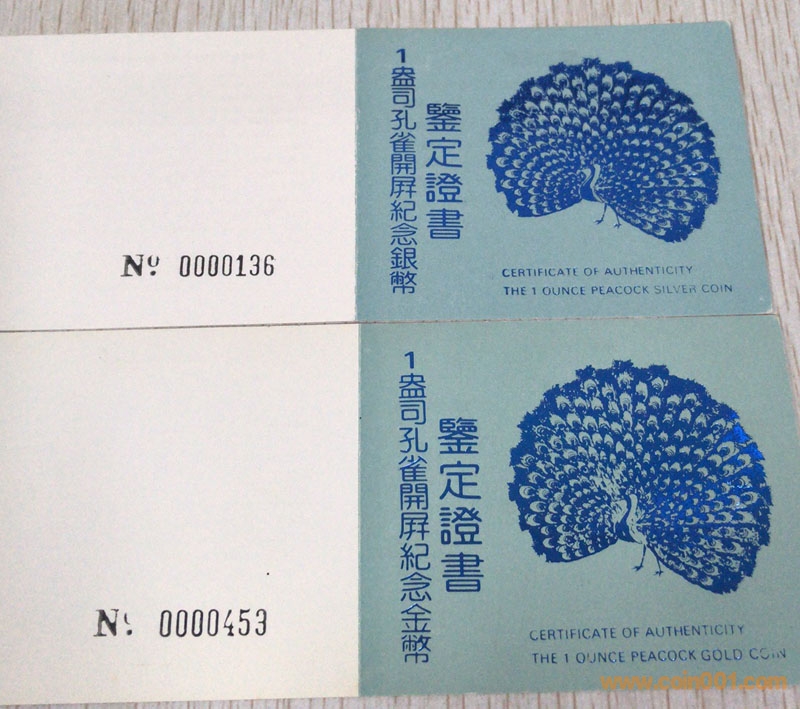 Nº 0000136
鑒定證書
1盎司孔雀開屛紀念銀幣
CERTIFICATE OF AUTHENTICITY
THE 1 OUNCE PEACOCK SILVER COIN
Nº 0000453
鑒定證書
1盎司孔雀開屛紀念金幣
CERTIFICATE OF AUTHENTICITY
THE 1 OUNCE PEACOCK GOLD COIN
www.coin001.com